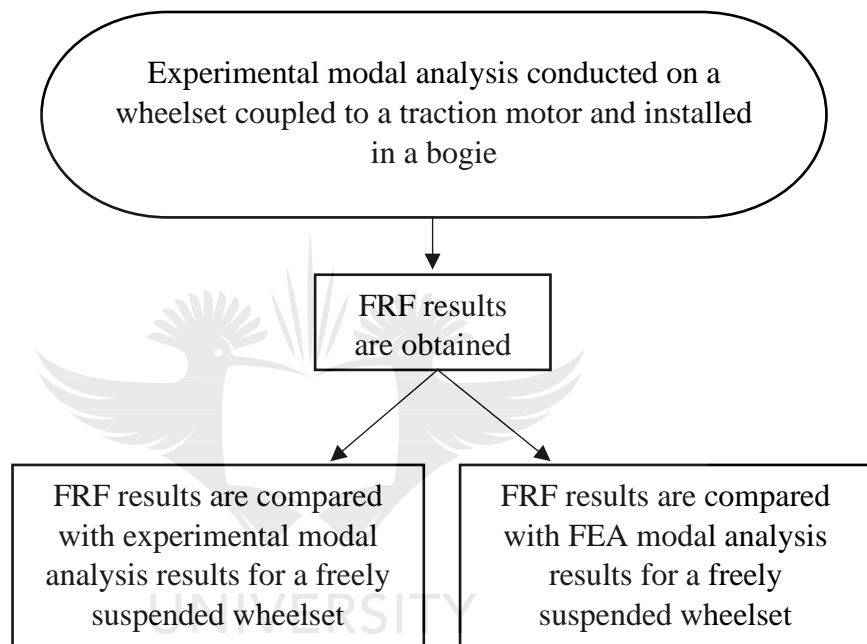 Experimental modal analysis conducted on a
wheelset coupled to a traction motor and installed
in a bogie
FRF results
are obtained
FRF results are compared
with experimental modal
analysis results for a freely
suspended wheelset
FRF results are compared
with FEA modal analysis
results for a freely
suspended wheelset
UNIVERSITY